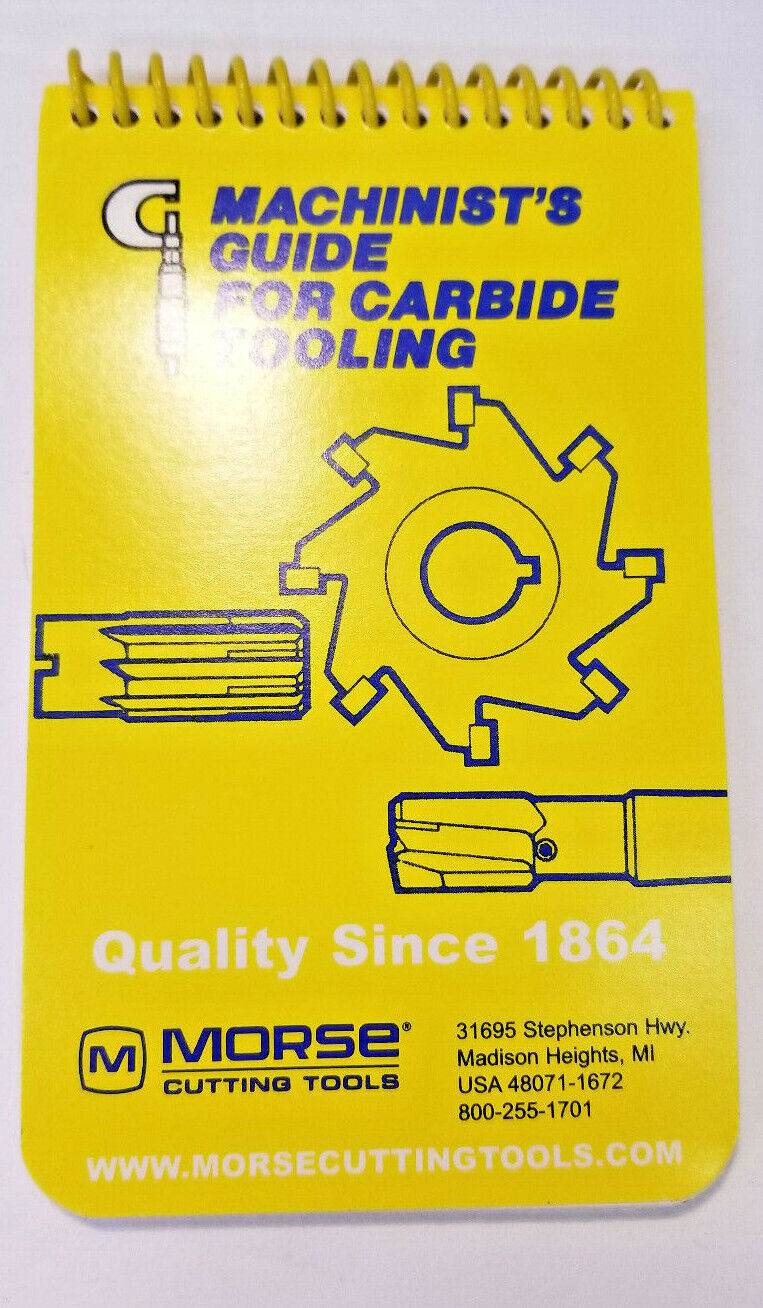 MACHINIST'S
GUIDE
FOR CARBIDE
TOOLING
Quality Since 1864
M MORSE®
CUTTING TOOLS
31695 Stephenson Hwy.
Madison Heights, MI
USA 48071-1672
800-255-1701
WWW.MORSECUTTINGTOOLS.COM